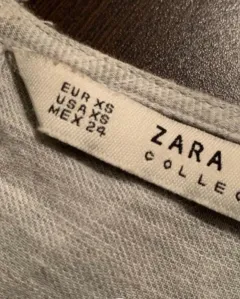 EUR XS
USA XS
MEX 24
ZARA
COLLEC